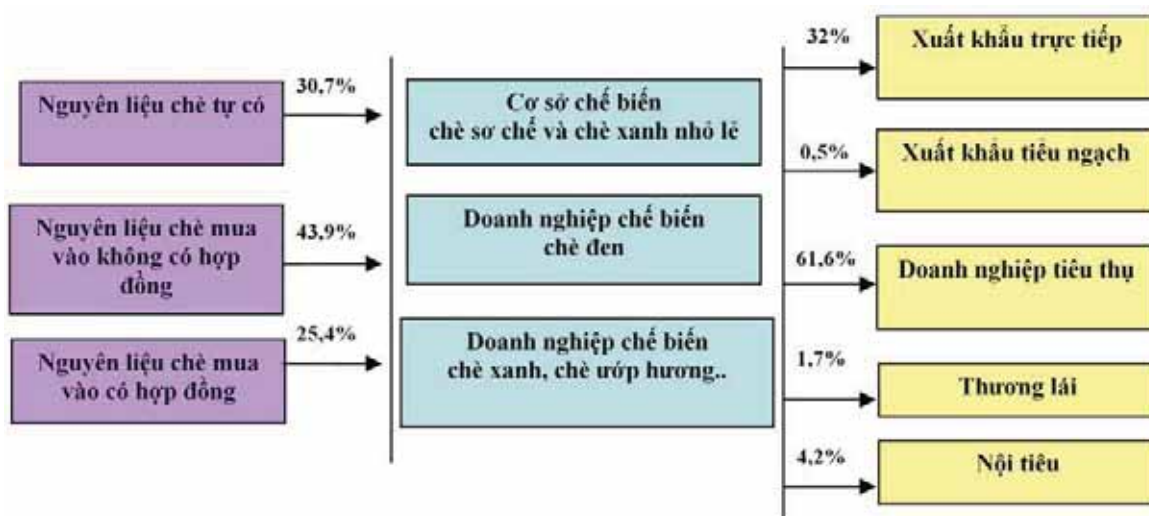 Nguyên liệu chè tự có
30,7%
Nguyên liệu chè mua
vào không có hợp
đồng
43,9%
Nguyên liệu chè mua
vào có hợp đồng
25,4%
Cơ sở chế biến
chè sơ chế và chè xanh nhỏ lẻ
Doanh nghiệp chế biến
chè đen
Doanh nghiệp chế biến
chè xanh, chè ướp hương..
32%
Xuất khẩu trực tiếp
0,5%
Xuất khẩu tiểu ngạch
61,6%
Doanh nghiệp tiêu thụ
1,7%
Thương lái
4,2%
Nội tiêu